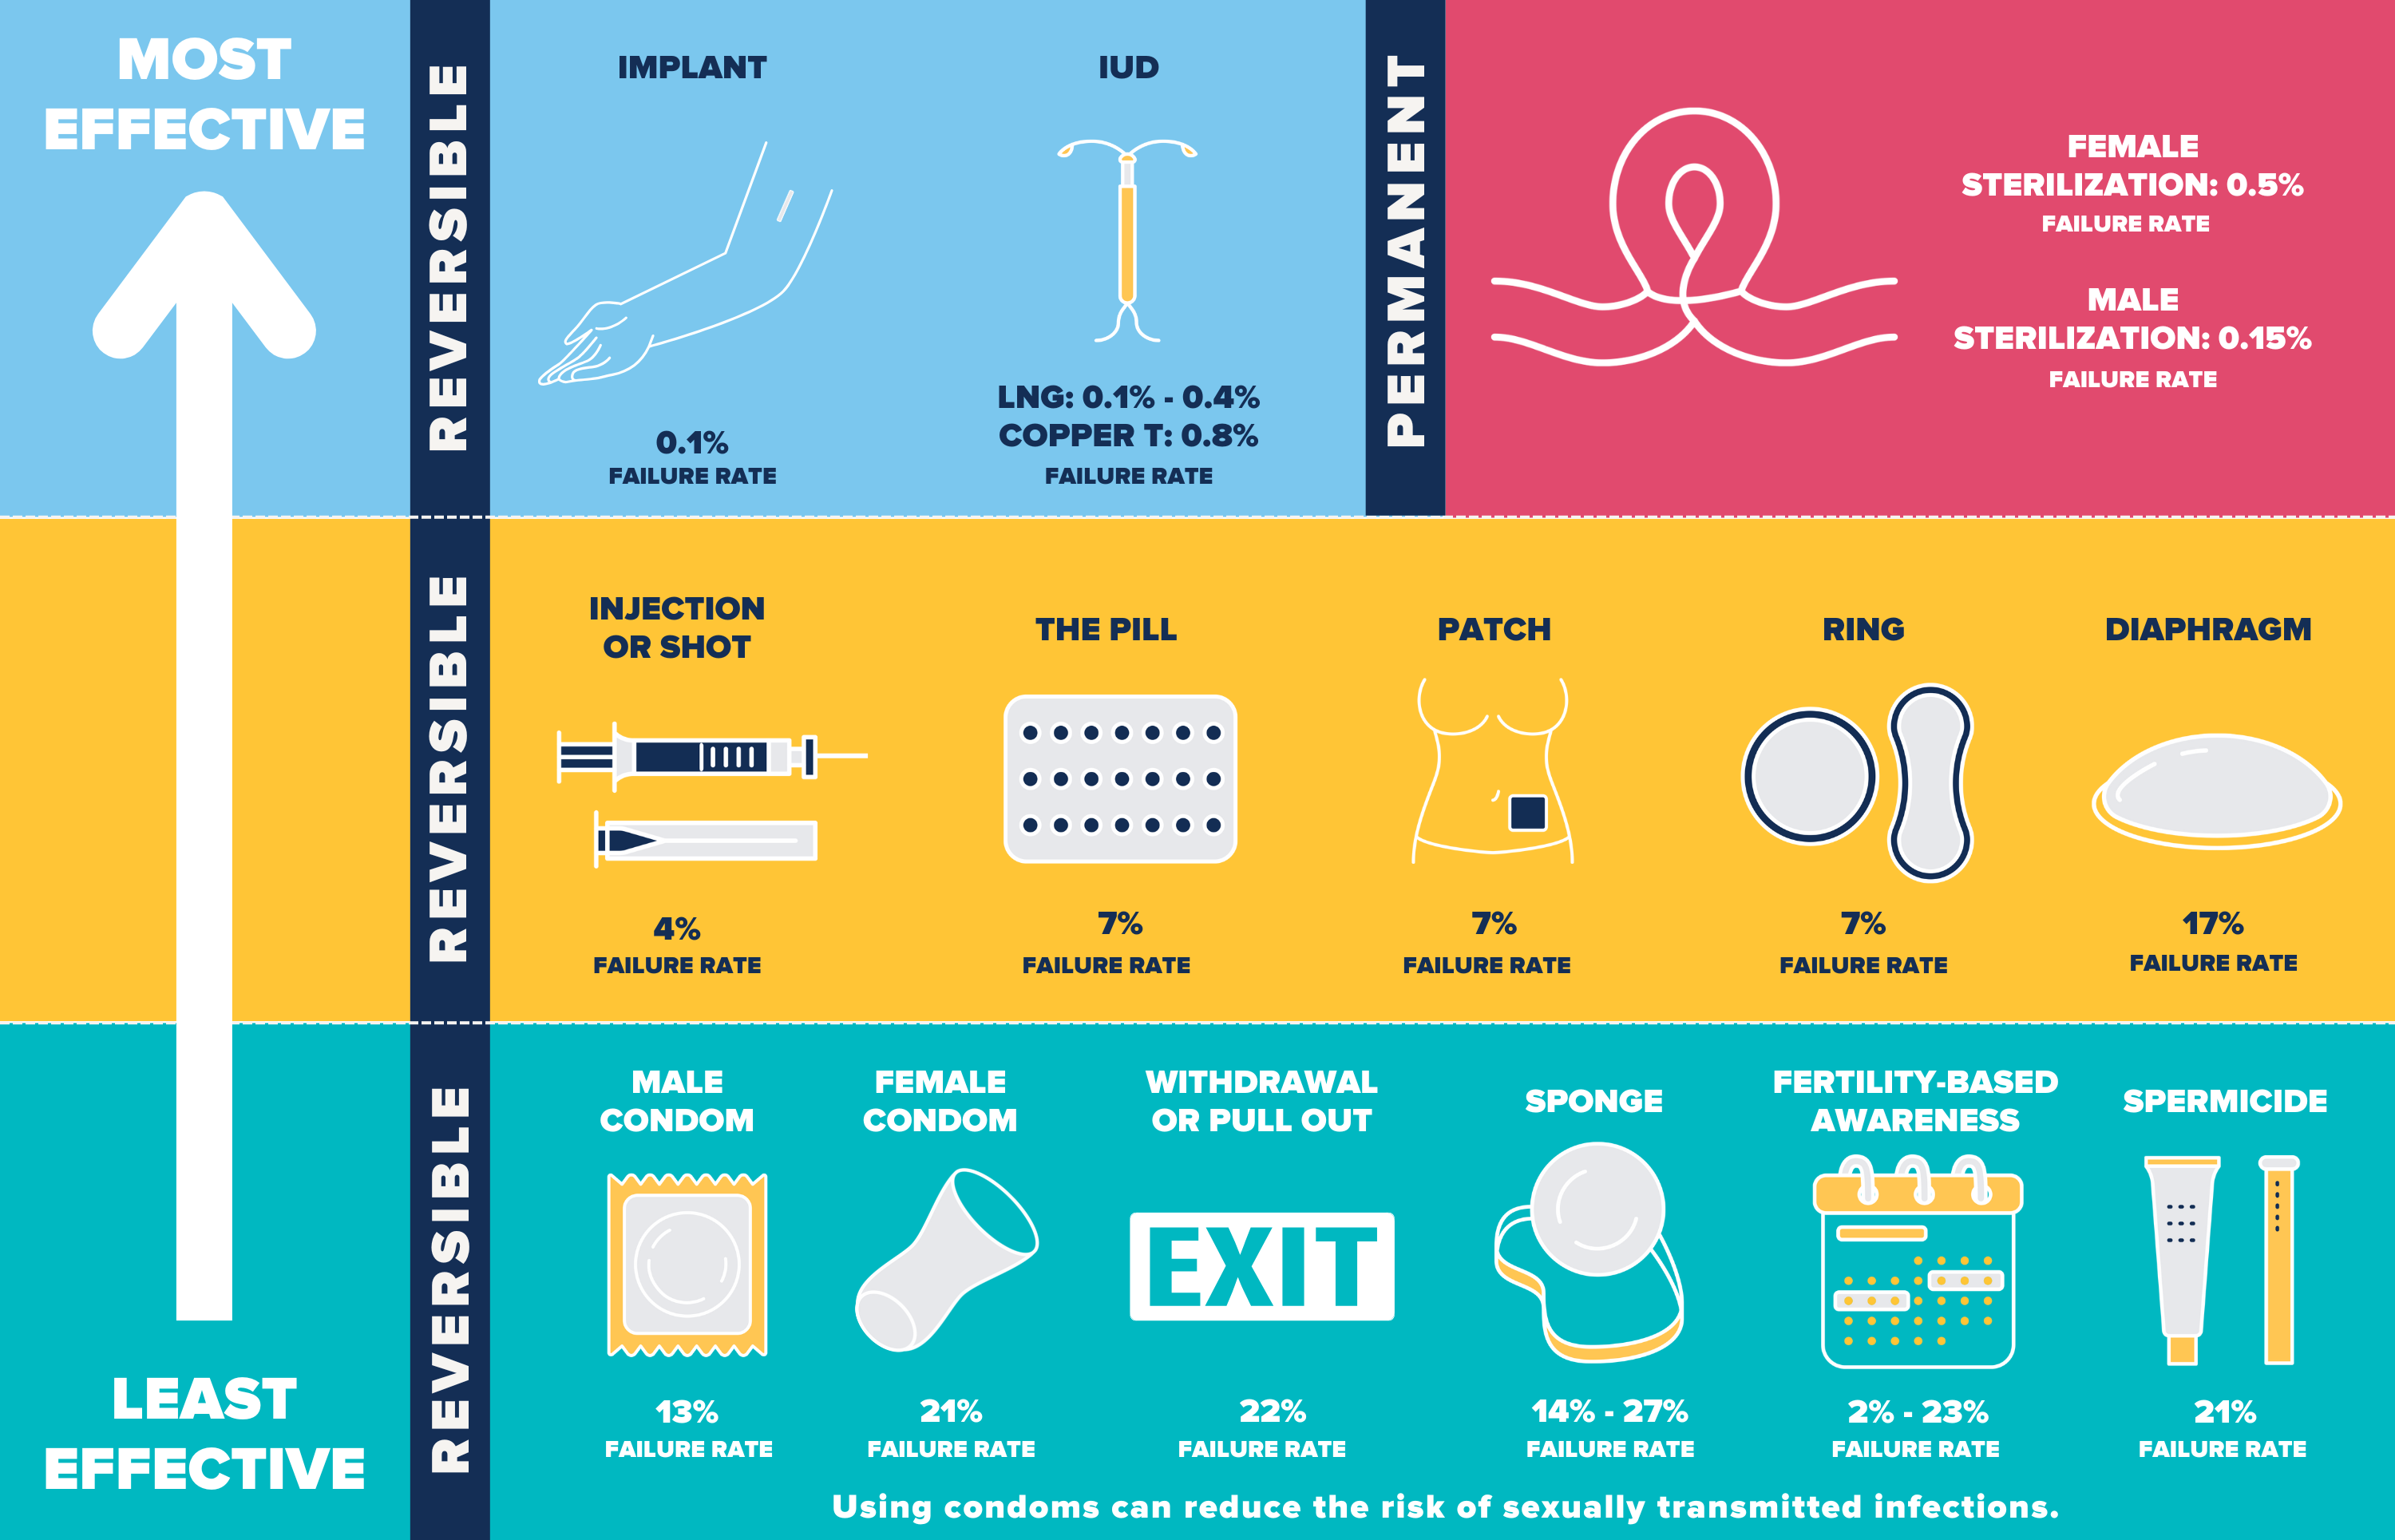 MOST
EFFECTIVE
REVERSIBLE
IMPLANT
0.1%
FAILURE RATE
IUD
LNG: 0.1% - 0.4%
COPPER T: 0.8%
FAILURE RATE
PERMANENT
FEMALE
STERILIZATION: 0.5%
FAILURE RATE
MALE
STERILIZATION: 0.15%
FAILURE RATE
REVERSIBLE
INJECTION
OR SHOT
4%
FAILURE RATE
THE PILL
7%
FAILURE RATE
PATCH
7%
FAILURE RATE
RING
7%
FAILURE RATE
DIAPHRAGM
17%
FAILURE RATE
LEAST
EFFECTIVE
REVERSIBLE
MALE
CONDOM
13%
FAILURE RATE
FEMALE
CONDOM
21%
FAILURE RATE
WITHDRAWAL
OR PULL OUT
EXIT
22%
FAILURE RATE
SPONGE
14% - 27%
FAILURE RATE
FERTILITY-BASED
AWARENESS
2% - 23%
FAILURE RATE
SPERMICIDE
21%
FAILURE RATE
Using condoms can reduce the risk of sexually transmitted infections.